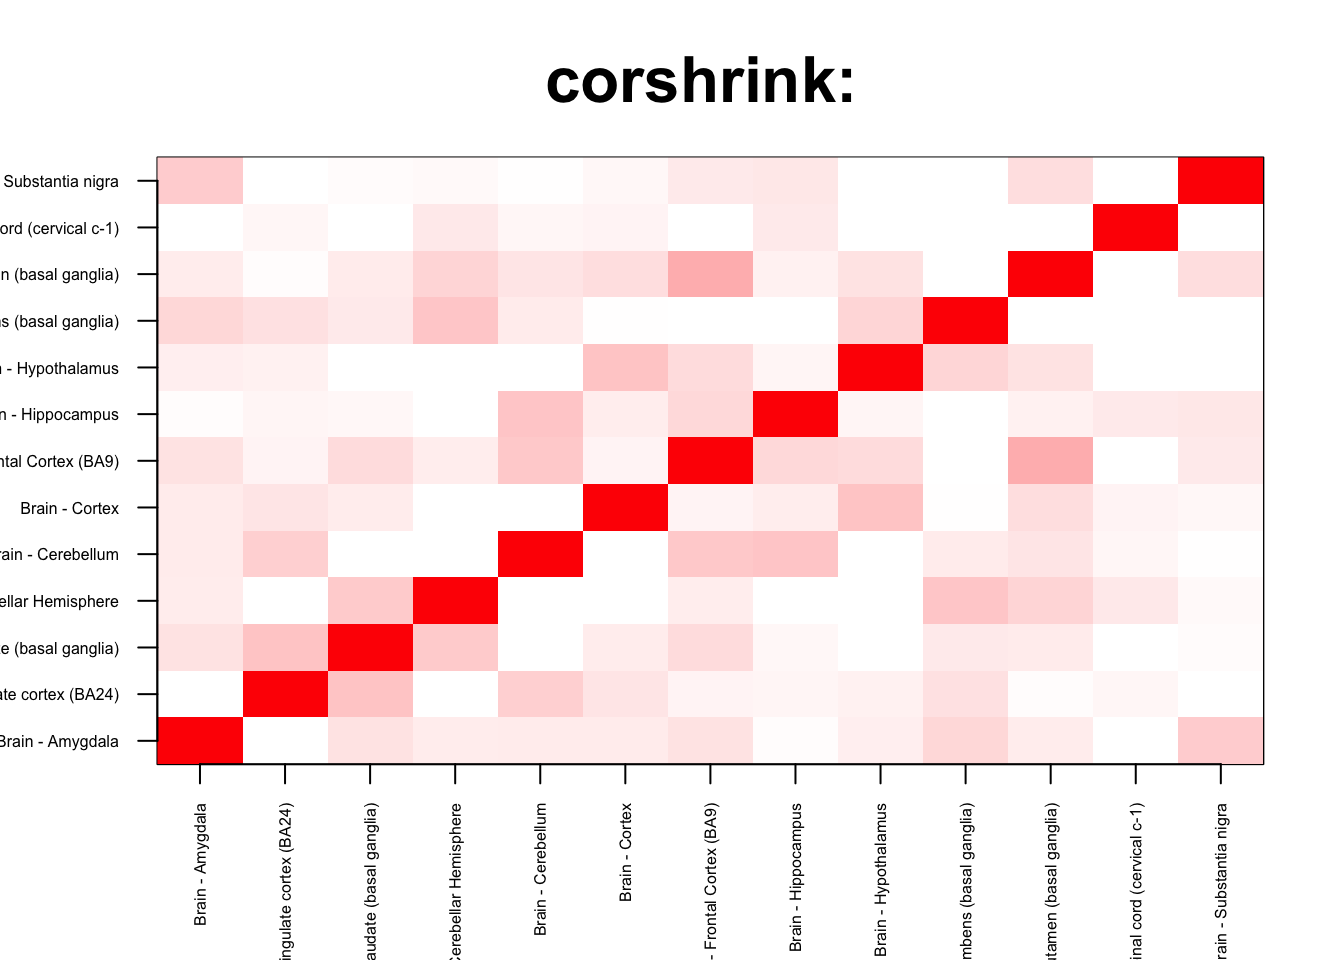 corshrink:
Substantia nigra
ord (cervical c-1)
n (basal ganglia)
s (basal ganglia)
- Hypothalamus
n - Hippocampus
ntal Cortex (BA9)
Brain - Cortex
rain - Cerebellum
ellar Hemisphere
te (basal ganglia)
ate cortex (BA24)
Brain - Amygdala
Brain - Amygdala
ingulate cortex (BA24)
audate (basal ganglia)
Cerebellar Hemisphere
Brain - Cerebellum
Brain - Cortex
- Frontal Cortex (BA9)
Brain - Hippocampus
Brain - Hypothalamus
mbens (basal ganglia)
utamen (basal ganglia)
inal cord (cervical c-1)
rain - Substantia nigra